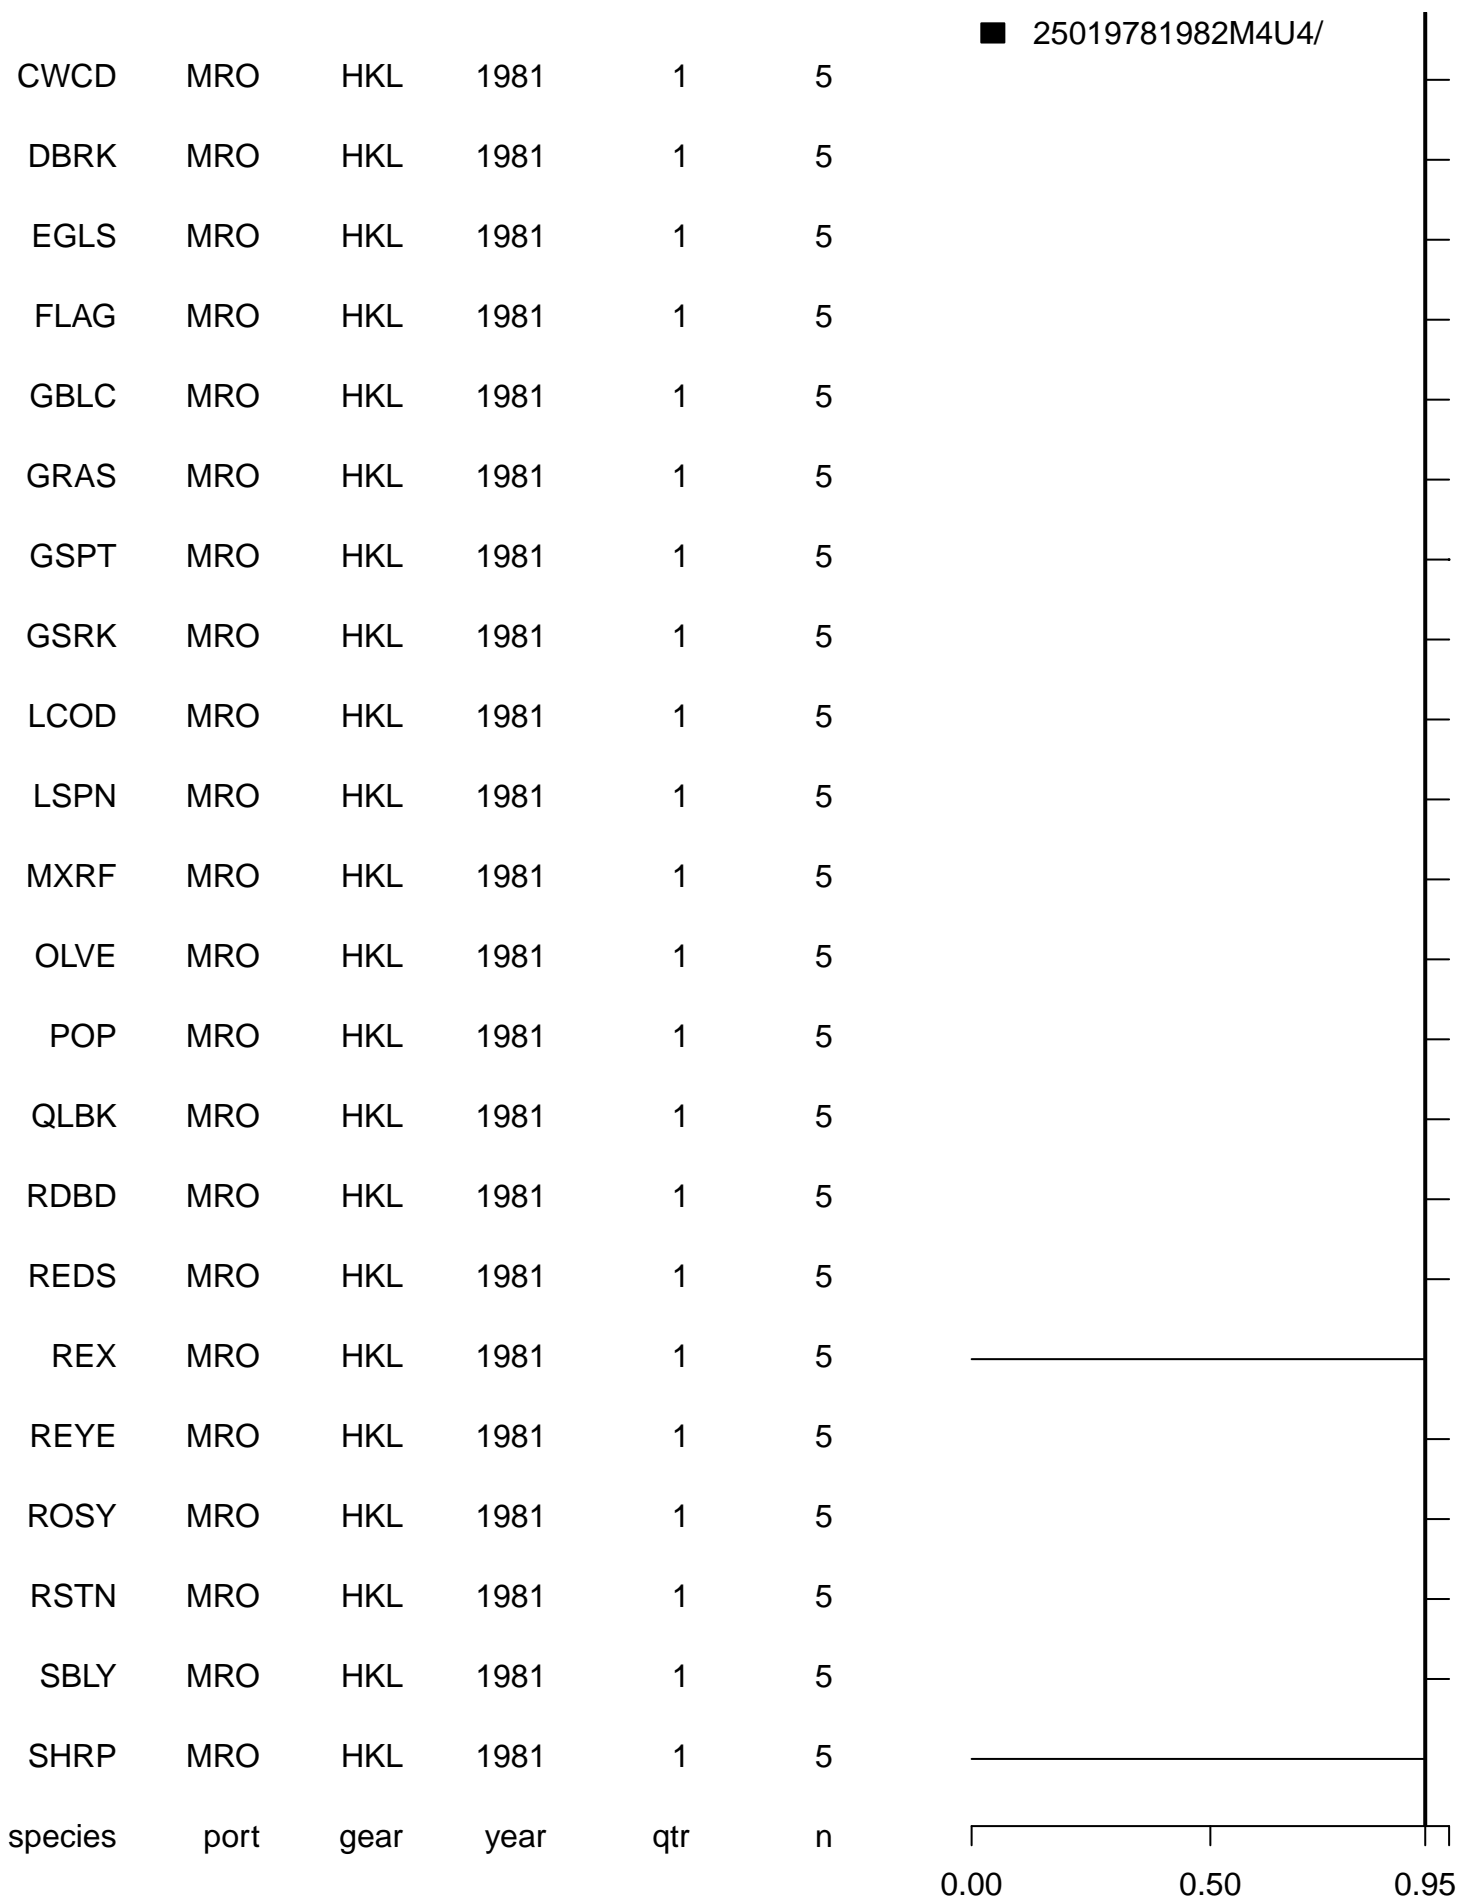 25019781982M4U4/
CWCD MRO HKL 1981 1 5
DBRK MRO HKL 1981 1 5
EGLS MRO HKL 1981 1 5
FLAG MRO HKL 1981 1 5
GBLC MRO HKL 1981 1 5
GRAS MRO HKL 1981 1 5
GSPT MRO HKL 1981 1 5
GSRK MRO HKL 1981 1 5
LCOD MRO HKL 1981 1 5
LSPN MRO HKL 1981 1 5
MXRF MRO HKL 1981 1 5
OLVE MRO HKL 1981 1 5
POP MRO HKL 1981 1 5
QLBK MRO HKL 1981 1 5
RDBD MRO HKL 1981 1 5
REDS MRO HKL 1981 1 5
REX MRO HKL 1981 1 5
REYE MRO HKL 1981 1 5
ROSY MRO HKL 1981 1 5
RSTN MRO HKL 1981 1 5
SBLY MRO HKL 1981 1 5
SHRP MRO HKL 1981 1 5
species port gear year qtr n
0.00 0.50 0.95